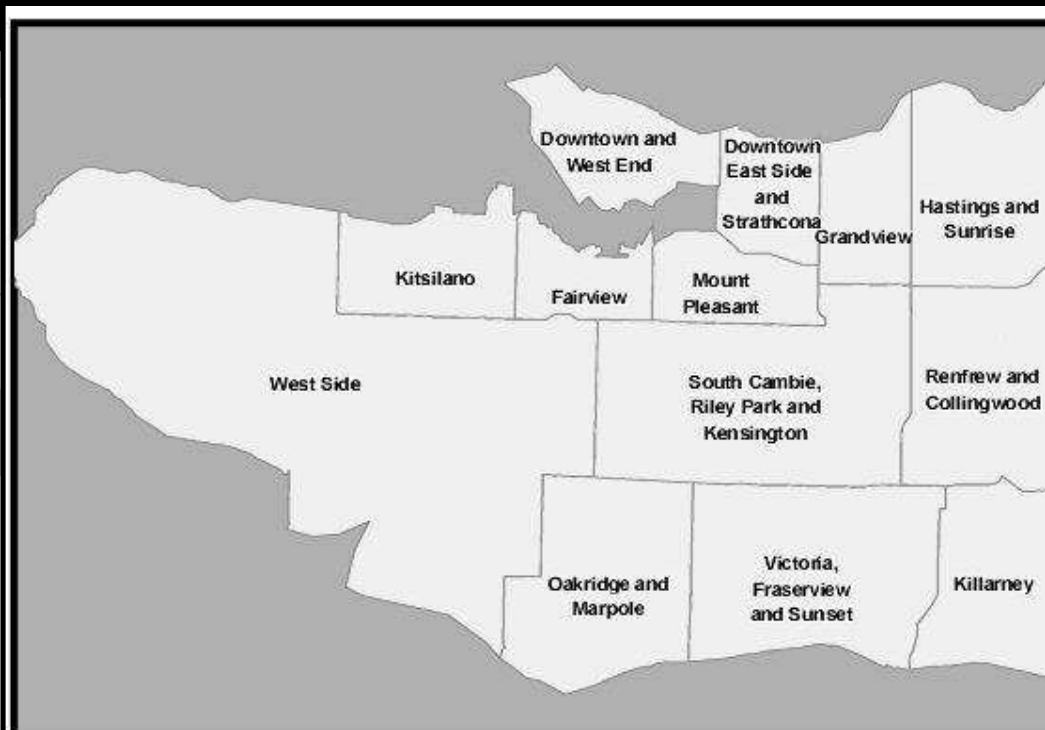 Downtown and
West End
Downtown
East Side
and
Strathcona
Grandview
Hastings and
Sunrise
Kitsilano
Fairview
Mount
Pleasant
West Side
South Cambie,
Riley Park and
Kensington
Renfrew and
Collingwood
Oakridge and
Marpole
Victoria,
Fraserview
and Sunset
Killarney